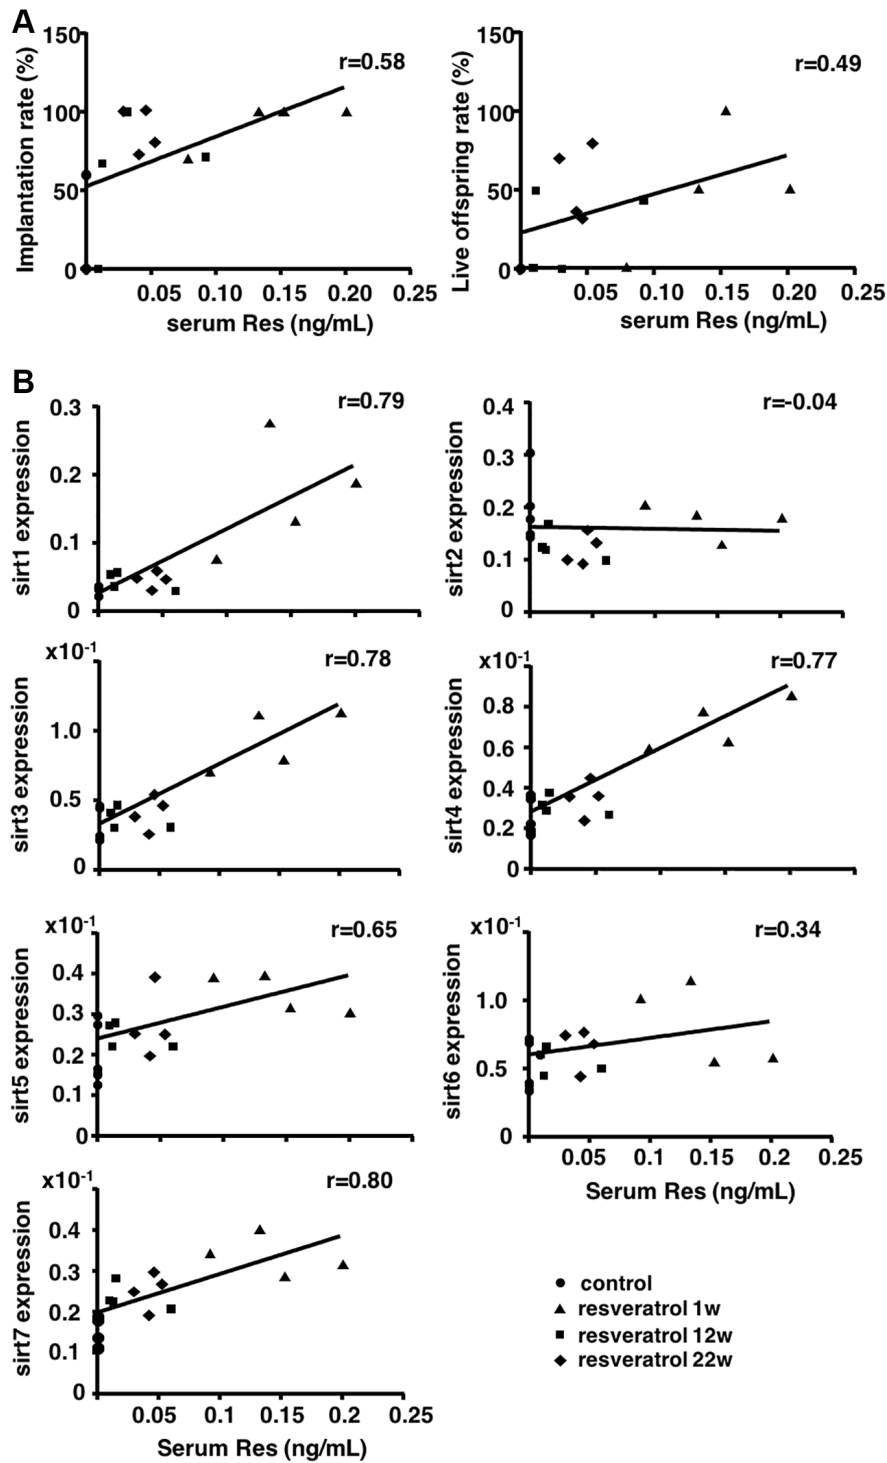 A
Implantation rate (%)
150
100
50
0
r=0.58
0.05 0.10 0.15 0.20 0.25
serum Res (ng/mL)
Live offspring rate (%)
150
100
50
0
r=0.49
0.05 0.10 0.15 0.20 0.25
serum Res (ng/mL)
B
sirt1 expression
0.3
0.2
0.1
0
r=0.79
sirt2 expression
0.4
0.3
0.2
0.1
0
r=-0.04
sirt3 expression
x10-1
1.0
0.5
0
r=0.78
sirt4 expression
x10-1
0.8
0.6
0.4
0.2
0
r=0.77
sirt5 expression
x10-1
0.4
0.3
0.2
0.1
0
r=0.65
sirt6 expression
x10-1
1.0
0.5
0
r=0.34
0.05 0.1 0.15 0.2 0.25
Serum Res (ng/mL)
sirt7 expression
x10-1
0.4
0.3
0.2
0.1
0
r=0.80
0.05 0.1 0.15 0.2 0.25
Serum Res (ng/mL)
control
resveratrol 1w
resveratrol 12w
resveratrol 22w